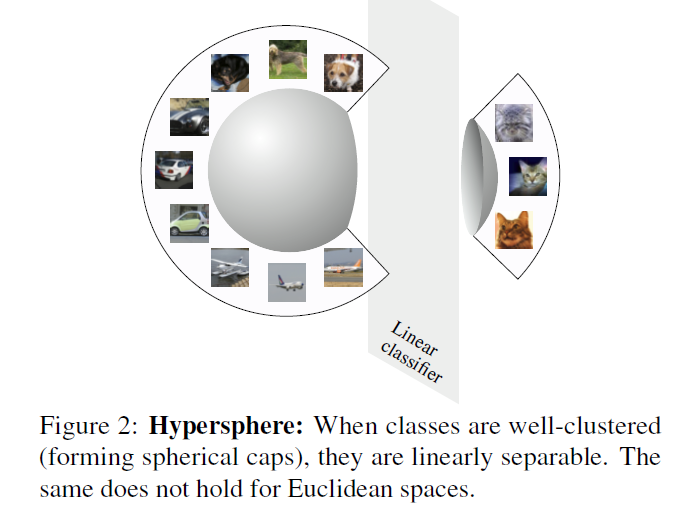 Linear
classifier
Figure 2: Hypersphere: When classes are well-clustered
(forming spherical caps), they are linearly separable. The
same does not hold for Euclidean spaces.